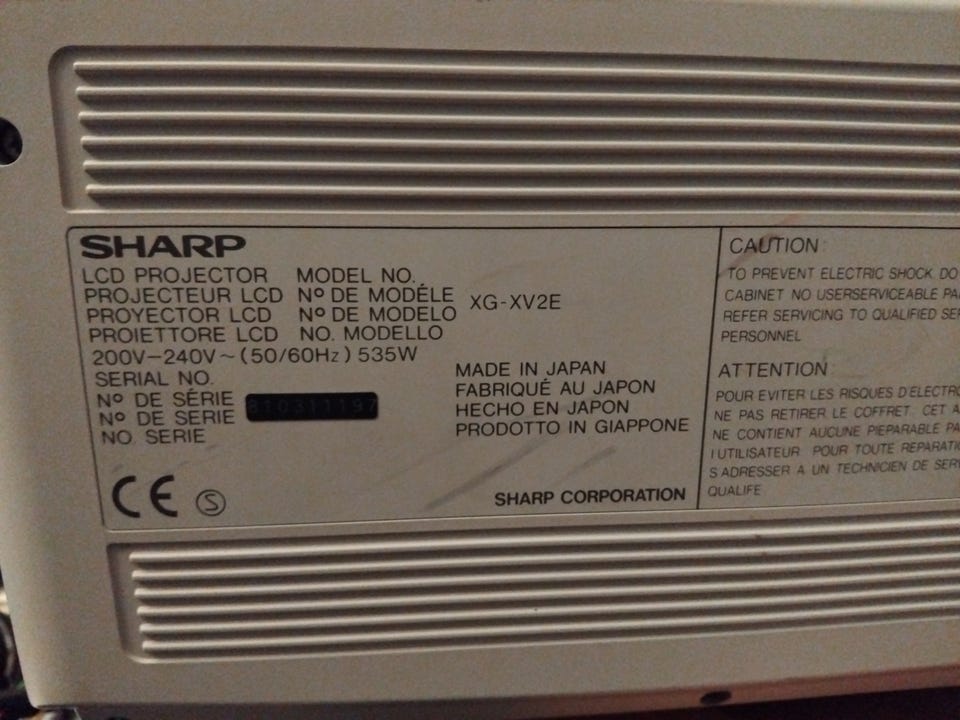 SHARP
LCD PROJECTOR MODEL NO.
PROJECTEUR LCD Nº DE MODÈLE
PROYECTOR LCD Nº DE MODELO
PROIETTORE LCD NO. MODELLO
XG-XV2E
200V-240V~(50/60Hz) 535W
SERIAL NO.
Nº DE SÉRIE
Nº DE SERIE
NO. SERIE
MADE IN JAPAN
FABRIQUÉ AU JAPON
HECHO EN JAPON
PRODOTTO IN GIAPPONE
CE S
SHARP CORPORATION
CAUTION:
TO PREVENT ELECTRIC SHOCK DO
CABINET NO USERSERVICEABLE
REFER SERVICING TO QUALIFIED
PERSONNEL
ATTENTION:
POUR EVITER LES RISQUES
NE PAS RETIRER LE COFFRET. CET
NE CONTIENT AUCUNE PIEPARABLE
UTILISATEUR POUR TOUTE
S'ADRESSER A UN TECHNICIEN DE
QUALIFE